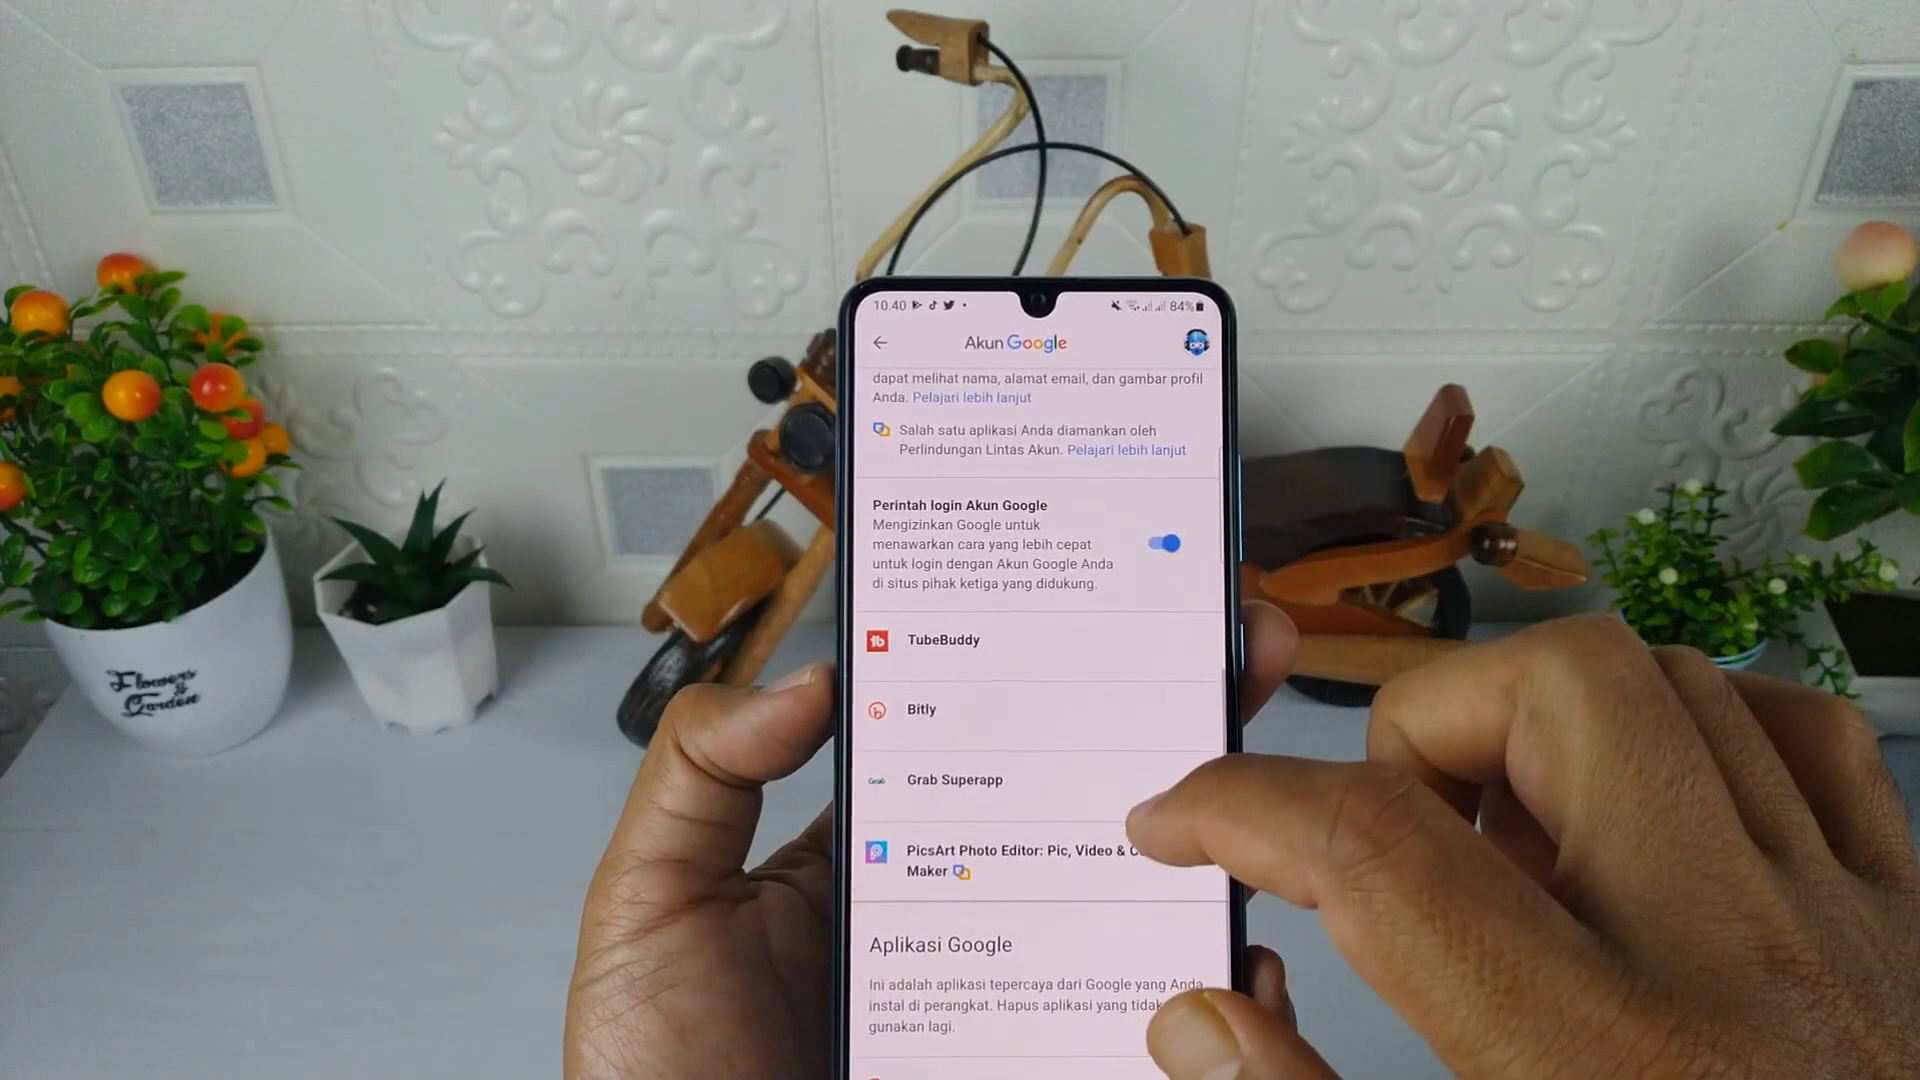 10.40
84%
Akun Google
dapat melihat nama, alamat email, dan gambar profil
Anda. Pelajari lebih lanjut
Salah satu aplikasi Anda diamankan oleh
Perlindungan Lintas Akun. Pelajari lebih lanjut
Perintah login Akun Google
Mengizinkan Google untuk
menawarkan cara yang lebih cepat
untuk login dengan Akun Google Anda
di situs pihak ketiga yang didukung.
tb TubeBuddy
Bitly
Grab Grab Superapp
PicsArt Photo Editor: Pic, Video &
Maker
Aplikasi Google
Ini adalah aplikasi tepercaya dari Google yang Anda
instal di perangkat. Hapus aplikasi yang tidak
gunakan lagi.
Flowers
&
Garden